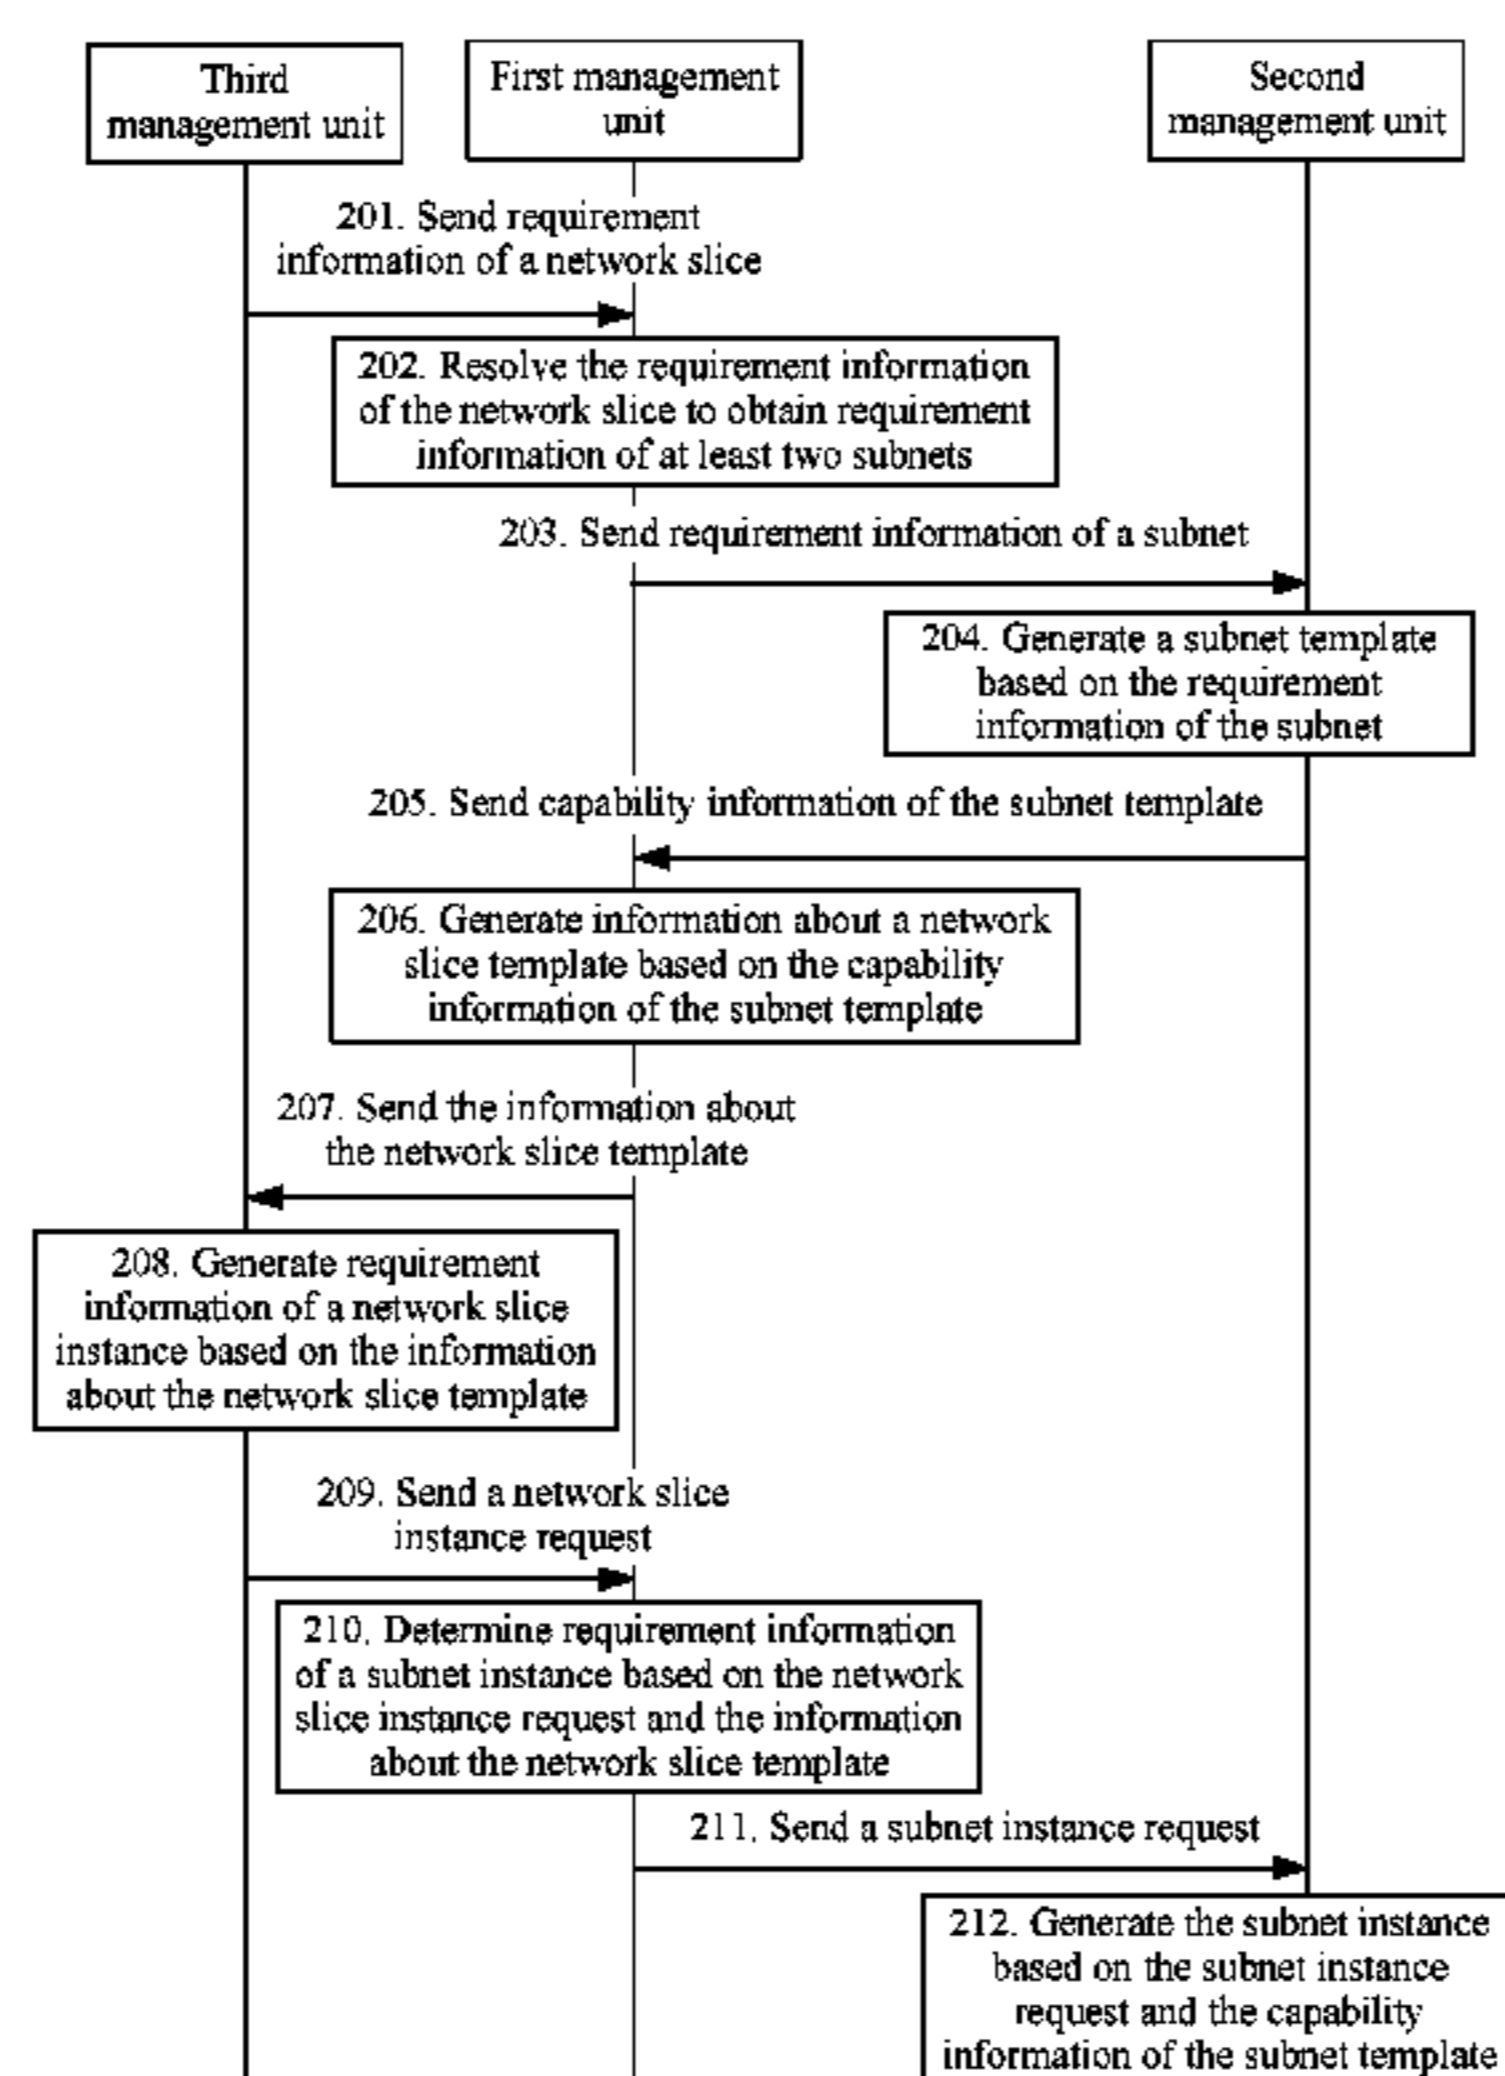 Third
management unit
First management
unit
Second
management unit
201. Send requirement
information of a network slice
202. Resolve the requirement information
of the network slice to obtain requirement
information of at least two subnets
203. Send requirement information of a subnet
204. Generate a subnet template
based on the requirement
information of the subnet
205. Send capability information of the subnet template
206. Generate information about a network
slice template based on the capability
information of the subnet template
207. Send the information about
the network slice template
208. Generate requirement
information of a network slice
instance based on the information
about the network slice template
209. Send a network slice
instance request
210. Determine requirement information
of a subnet instance based on the network
slice instance request and the information
about the network slice template
211. Send a subnet instance request
212. Generate the subnet instance
based on the subnet instance
request and the capability
information of the subnet template